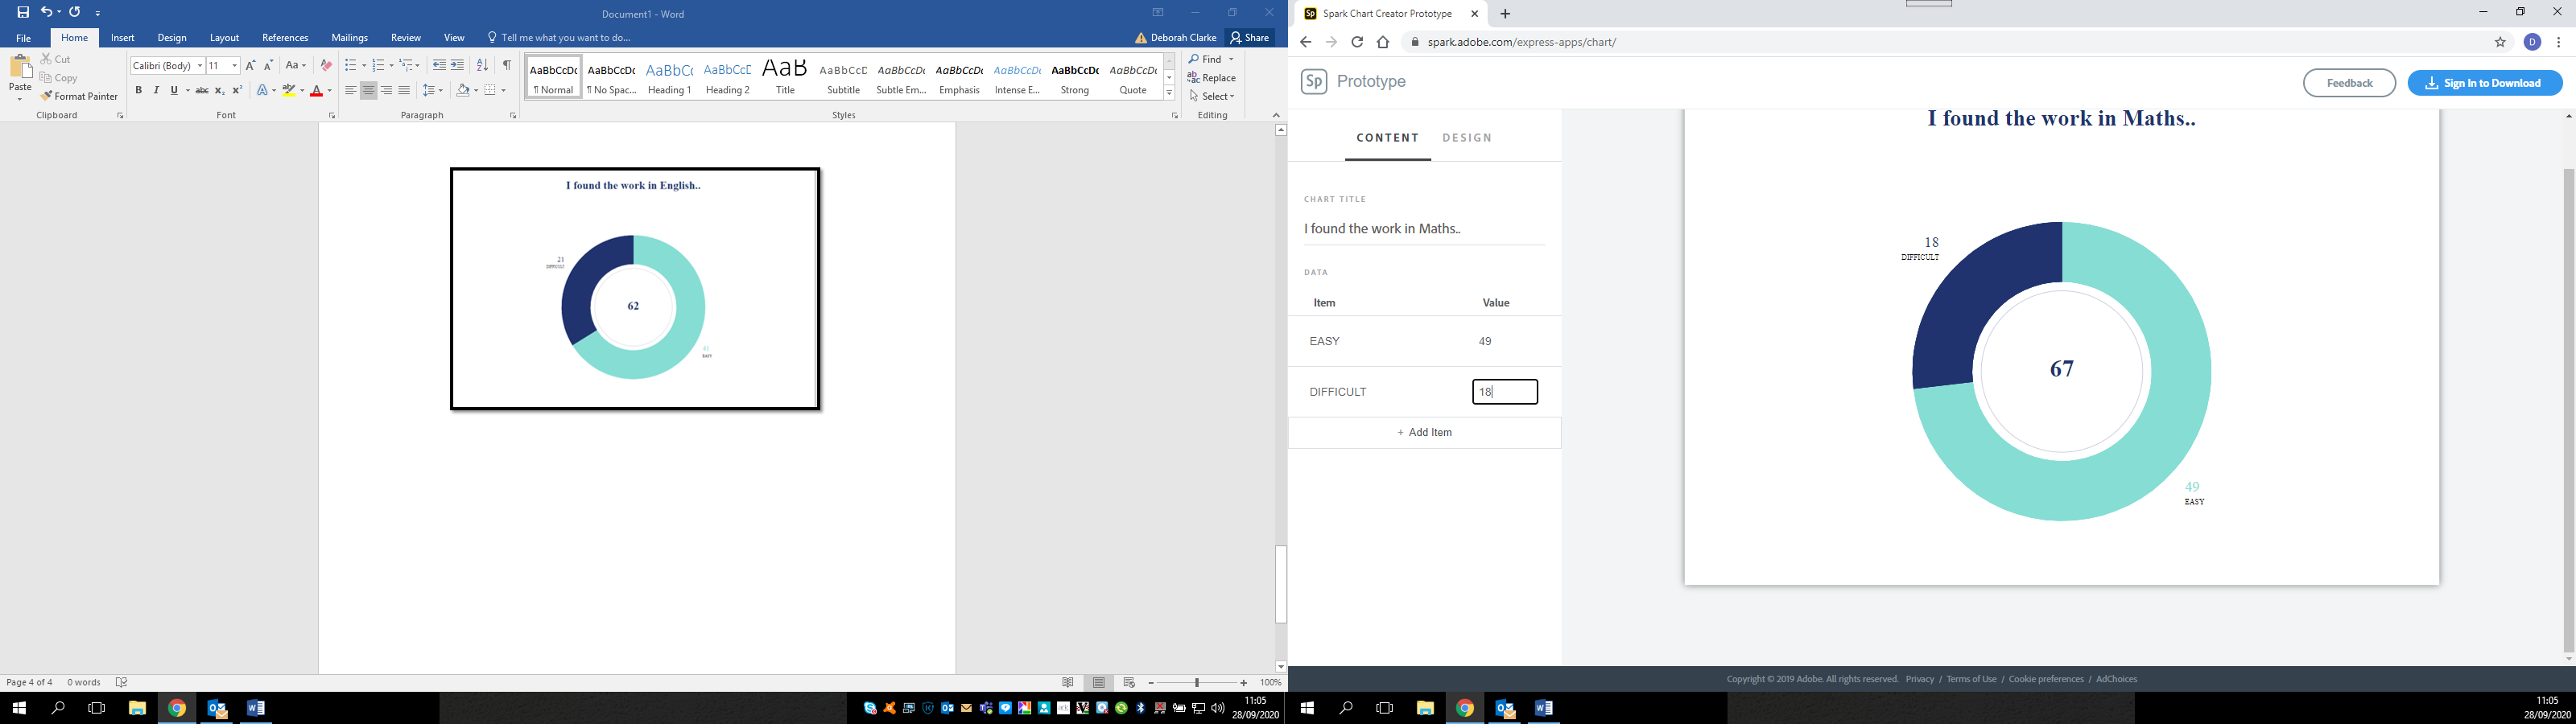 Document1 - Word
File Home Insert Design Layout References Mailings Review View Tell me what you want to do... Deborah Clarke Share
Paste
Cut
Copy
Format Painter
Clipboard
Calibri (Body) 11
Font
Paragraph
AaBbCcDc AaBbCcDc AaBbCc AaBbCcD AaB AaBbCcD AaBbCcDc AaBbCcDc AaBbCcDc AaBbCcDc AaBbCcDc
¶ Normal ¶ No Spac... Heading 1 Heading 2 Title Subtitle Subtle Em... Emphasis Intense E... Strong Quote
Styles
Find
Replace
Select
Editing
I found the work in English..
21
DIFFICULT
62
41
EASY
Page 4 of 4 0 words
100%
11:05
28/09/2020
Spark Chart Creator Prototype
spark.adobe.com/express-apps/chart/
D
Sp Prototype
Feedback
Sign In to Download
CONTENT DESIGN
CHART TITLE
I found the work in Maths..
DATA
Item Value
EASY 49
DIFFICULT 18
+ Add Item
I found the work in Maths..
18
DIFFICULT
67
49
EASY
Copyright © 2019 Adobe. All rights reserved. Privacy / Terms of Use / Cookie preferences / AdChoices
11:05
28/09/2020